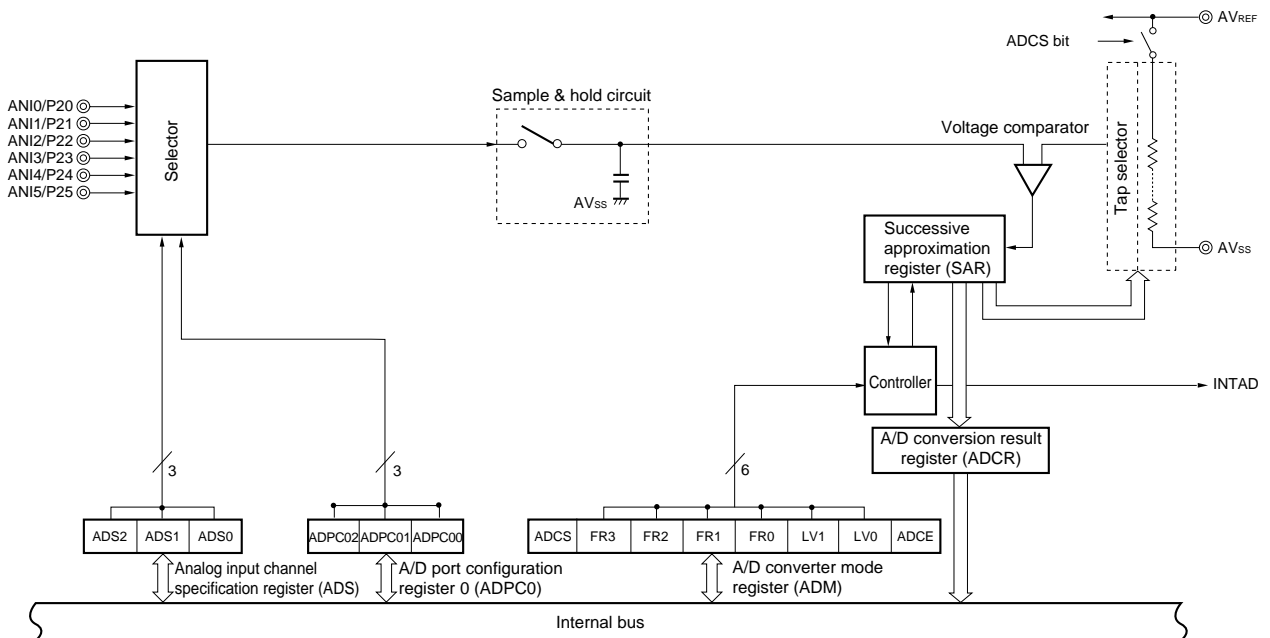 AVREF
ADCS bit
Sample & hold circuit
ANI0/P20
ANI1/P21
ANI2/P22
ANI3/P23
ANI4/P24
ANI5/P25
Selector
AVSS
Voltage comparator
Tap selector
AVSS
Successive
approximation
register (SAR)
Controller
INTAD
A/D conversion result
register (ADCR)
3
3
6
ADS2 ADS1 ADS0
ADPC02 ADPC01 ADPC00
ADCS FR3 FR2 FR1 FR0 LV1 LV0 ADCE
Analog input channel
specification register (ADS)
A/D port configuration
register 0 (ADPC0)
A/D converter mode
register (ADM)
Internal bus